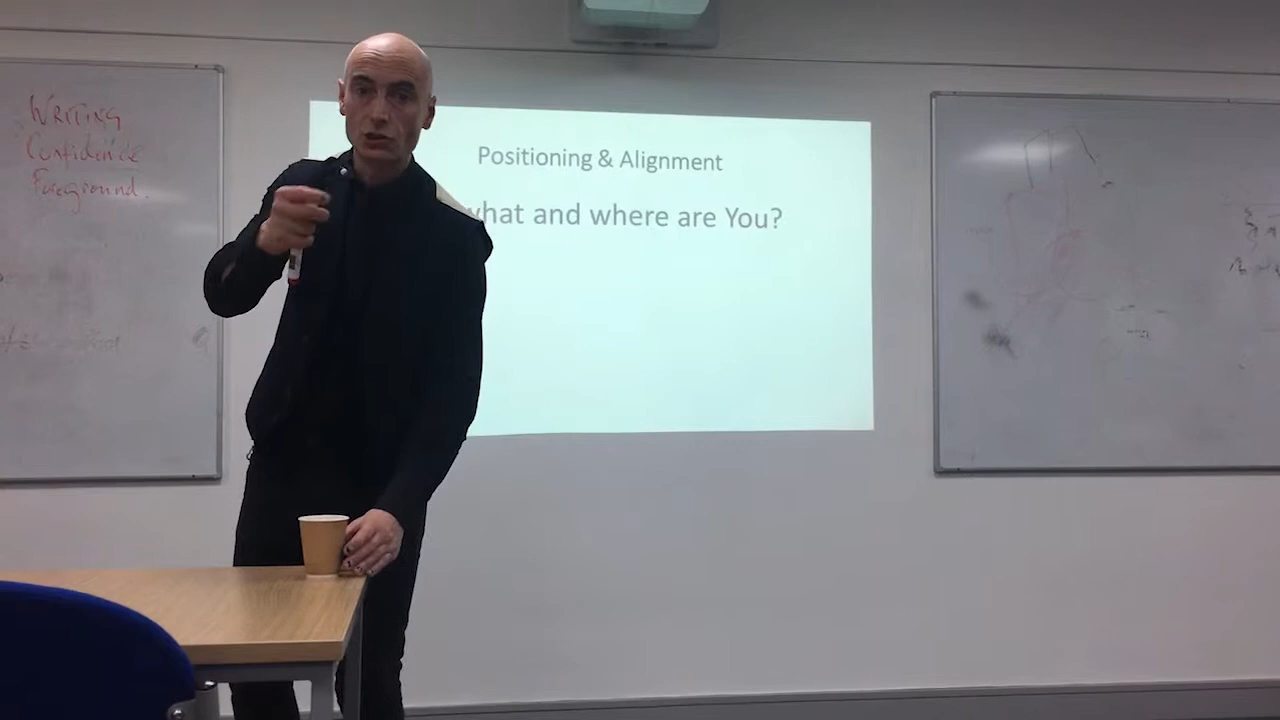 WRITING
Confidence
Foreground.
Positioning & Alignment
what and where are You?